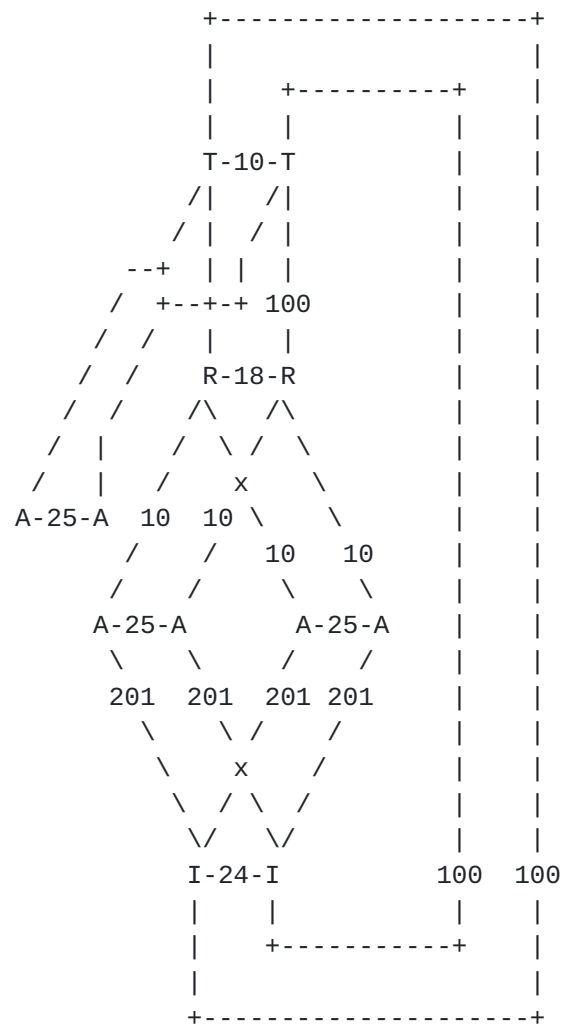 +--------------------+
            |                    |
            |    +----------+    |
            |    |          |    |
            T-10-T          |    |
           /|   /|          |    |
          / |  / |          |    |
       --+  | |  |          |    |
      /  +--+-+ 100         |    |
     /  /   |    |          |    |
    /  /    R-18-R          |    |
   /  /    /\   /\          |    |
  /  |    /  \ /  \         |    |
 /   |   /    x    \        |    |
A-25-A  10  10 \    \       |    |
       /    /   10   10     |    |
      /    /     \    \     |    |
     A-25-A       A-25-A    |    |
      \    \     /    /     |    |
      201  201  201 201     |    |
        \    \ /    /       |    |
         \    x    /        |    |
          \  / \  /         |    |
           \/   \/          |    |
           I-24-I          100  100
           |    |           |    |
           |    +-----------+    |
           |                     |
           +---------------------+